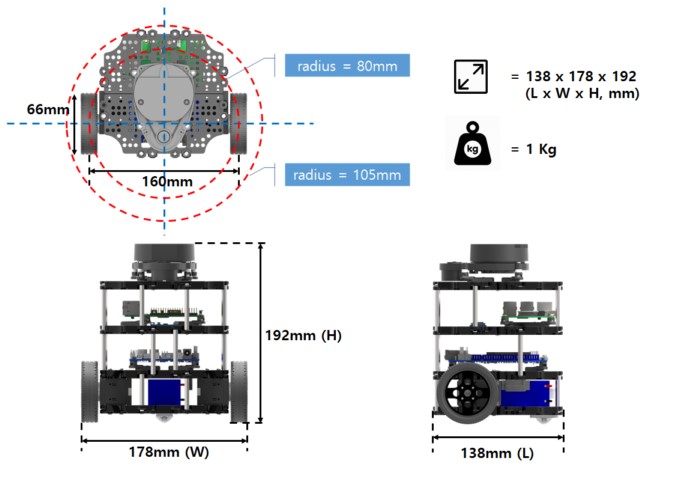 radius = 80mm
66mm
160mm
radius = 105mm
= 138 x 178 x 192
(L x W x H, mm)
kg
= 1 Kg
192mm (H)
178mm (W)
138mm (L)